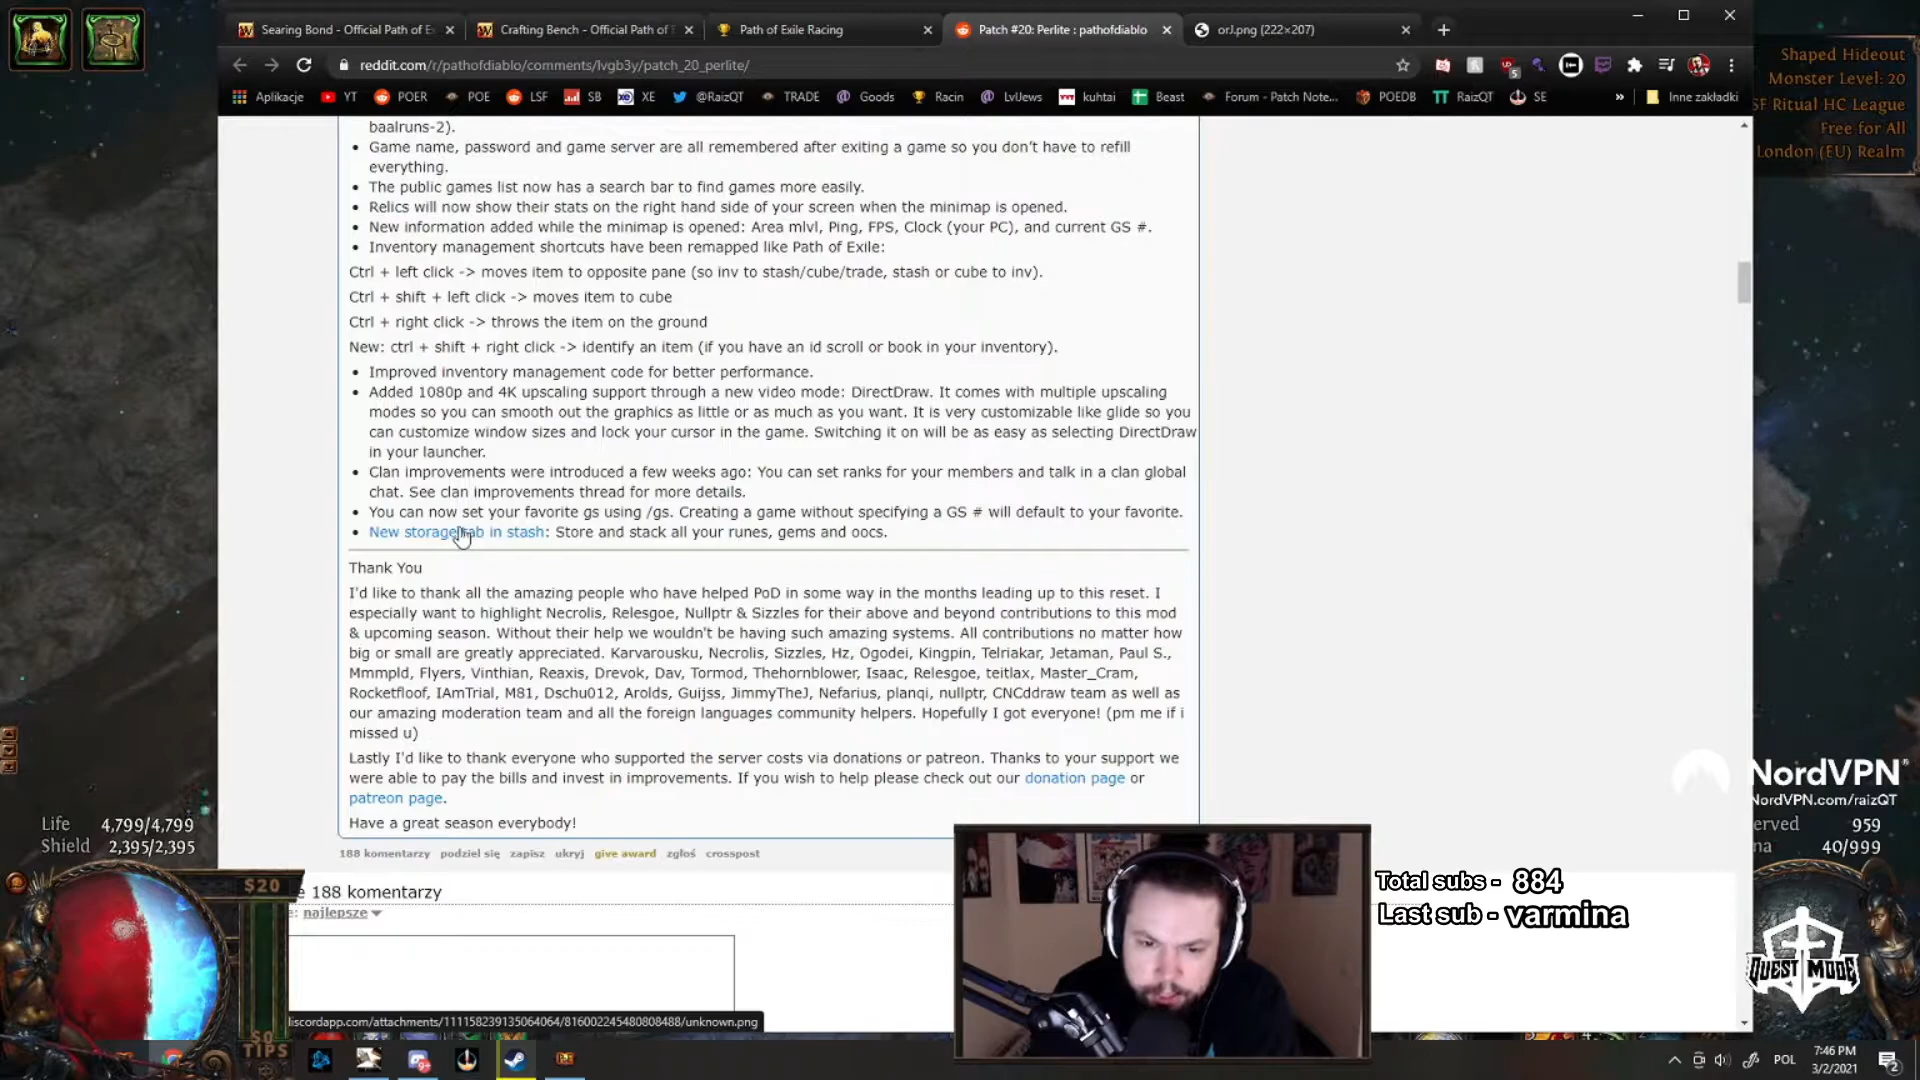 Searing Bond - Official Path of E
Crafting Bench - Official Path of E
Path of Exile Racing
Patch #20: Perlite : pathofdiablo
orJ.png (222×207)
reddit.com/r/pathofdiablo/comments/lvgb3y/patch_20_perlite/
Aplikacje
YT
POER
POE
LSF
SB
XE
@RaizQT
TRADE
Goods
Racin
LvlJews
kuhtai
Beast
Forum - Patch Note...
POEDB
RaizQT
SE
Inne zakładki
Shaped Hideout
Monster Level: 20
SF Ritual HC League
Free for All
London (EU) Realm
baalruns-2).
• Game name, password and game server are all remembered after exiting a game so you don't have to refill
everything.
• The public games list now has a search bar to find games more easily.
• Relics will now show their stats on the right hand side of your screen when the minimap is opened.
• New information added while the minimap is opened: Area mlvl, Ping, FPS, Clock (your PC), and current GS #.
• Inventory management shortcuts have been remapped like Path of Exile:
Ctrl + left click -> moves item to opposite pane (so inv to stash/cube/trade, stash or cube to inv).
Ctrl + shift + left click -> moves item to cube
Ctrl + right click -> throws the item on the ground
New: ctrl + shift + right click -> identify an item (if you have an id scroll or book in your inventory).
• Improved inventory management code for better performance.
• Added 1080p and 4K upscaling support through a new video mode: DirectDraw. It comes with multiple upscaling
modes so you can smooth out the graphics as little or as much as you want. It is very customizable like glide so you
can customize window sizes and lock your cursor in the game. Switching it on will be as easy as selecting DirectDraw
in your launcher.
• Clan improvements were introduced a few weeks ago: You can set ranks for your members and talk in a clan global
chat. See clan improvements thread for more details.
• You can now set your favorite gs using /gs. Creating a game without specifying a GS # will default to your favorite.
• New storage tab in stash: Store and stack all your runes, gems and oocs.
Thank You
I'd like to thank all the amazing people who have helped PoD in some way in the months leading up to this reset. I
especially want to highlight Necrolis, Relesgoe, Nullptr & Sizzles for their above and beyond contributions to this mod
& upcoming season. Without their help we wouldn't be having such amazing systems. All contributions no matter how
big or small are greatly appreciated. Karvarousku, Necrolis, Sizzles, Hz, Ogodei, Kingpin, Telriakar, Jetaman, Paul S.,
Mmmpld, Flyers, Vinthian, Reaxis, Drevok, Dav, Tormod, Thehornblower, Isaac, Relesgoe, teitlax, Master_Cram,
Rocketfloof, IAmTrial, M81, Dschu012, Arolds, Guijss, JimmyTheJ, Nefarius, planqi, nullptr, CNCddraw team as well as
our amazing moderation team and all the foreign languages community helpers. Hopefully I got everyone! (pm me if i
missed u)
Lastly I'd like to thank everyone who supported the server costs via donations or patreon. Thanks to your support we
were able to pay the bills and invest in improvements. If you wish to help please check out our donation page or
patreon page.
Have a great season everybody!
188 komentarzy podziel się zapisz ukryj give award zgłoś crosspost
e 188 komentarzy
e: najlepsze
iscordapp.com/attachments/111158239135064064/816002245480808488/unknown.png
Life 4,799/4,799
Shield 2,395/2,395
$20
$0
TIPS
NordVPN®
NordVPN.com/raizQT
erved 959
na 40/999
Total subs - 884
Last sub - varmina
QUEST MODE
POL
7:46 PM
3/2/2021